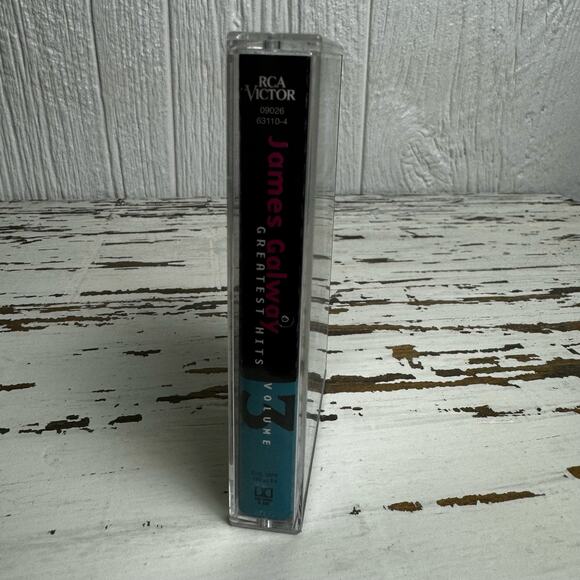 RCA
VICTOR
09026
63110-4
James Galway
GREATEST HITS VOLUME
3